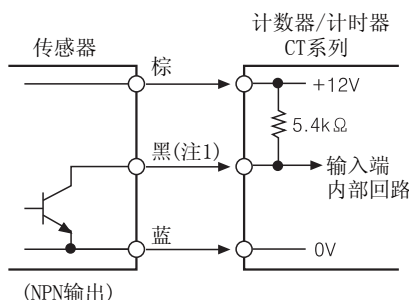 计数器/计时器
CT系列
传感器
棕
+12V
5.4kΩ
黑(注1)
输入端
内部回路
蓝
0V
(NPN输出)